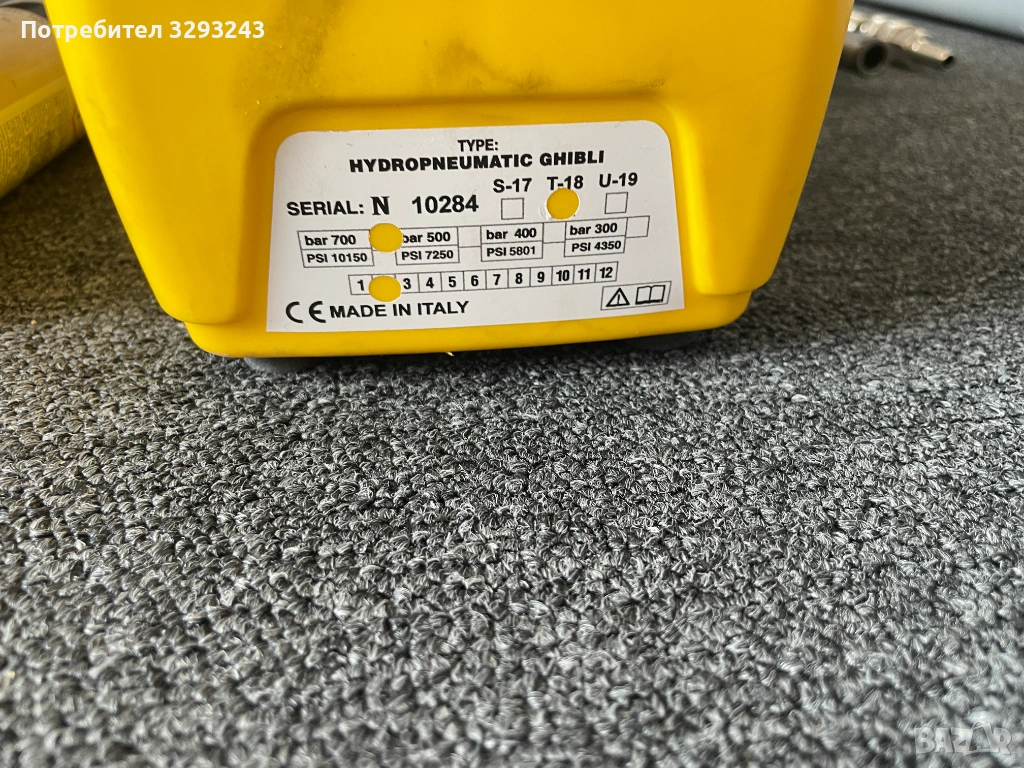 Потребител 3293243
TYPE:
HYDROPNEUMATIC GHIBLI
S-17 T-18 U-19
SERIAL: N 10284
bar 700 bar 500 bar 400 bar 300
PSI 10150 PSI 7250 PSI 5801 PSI 4350
1 3 4 5 6 7 8 9 10 11 12
CE MADE IN ITALY
BAZAR